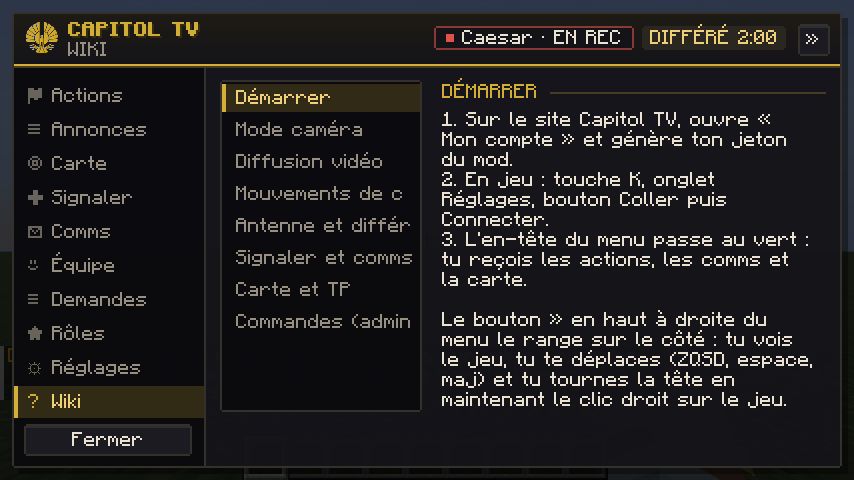 CAPITOL TV
WIKI
Caesar · EN REC
DIFFÉRÉ 2:00
»
Actions
Annonces
Carte
Signaler
Comms
Équipe
Demandes
Rôles
Réglages
? Wiki
Fermer
Démarrer
Mode caméra
Diffusion vidéo
Mouvements de c
Antenne et différ
Signaler et comms
Carte et TP
Commandes (admin
DÉMARRER
1. Sur le site Capitol TV, ouvre «
Mon compte » et génère ton jeton
du mod.
2. En jeu : touche K, onglet
Réglages, bouton Coller puis
Connecter.
3. L'en-tête du menu passe au vert :
tu reçois les actions, les comms et
la carte.
Le bouton » en haut à droite du
menu le range sur le côté : tu vois
le jeu, tu te déplaces (ZQSD, espace,
maj) et tu tournes la tête en
maintenant le clic droit sur le jeu.